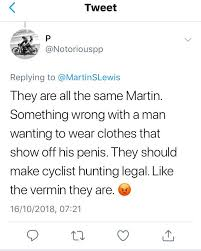 Tweet
P
@Notoriouspp
Replying to @MartinSLewis
They are all the same Martin.
Something wrong with a man
wanting to wear clothes that
show off his penis. They should
make cyclist hunting legal. Like
the vermin they are. 😡
16/10/2018, 07:21